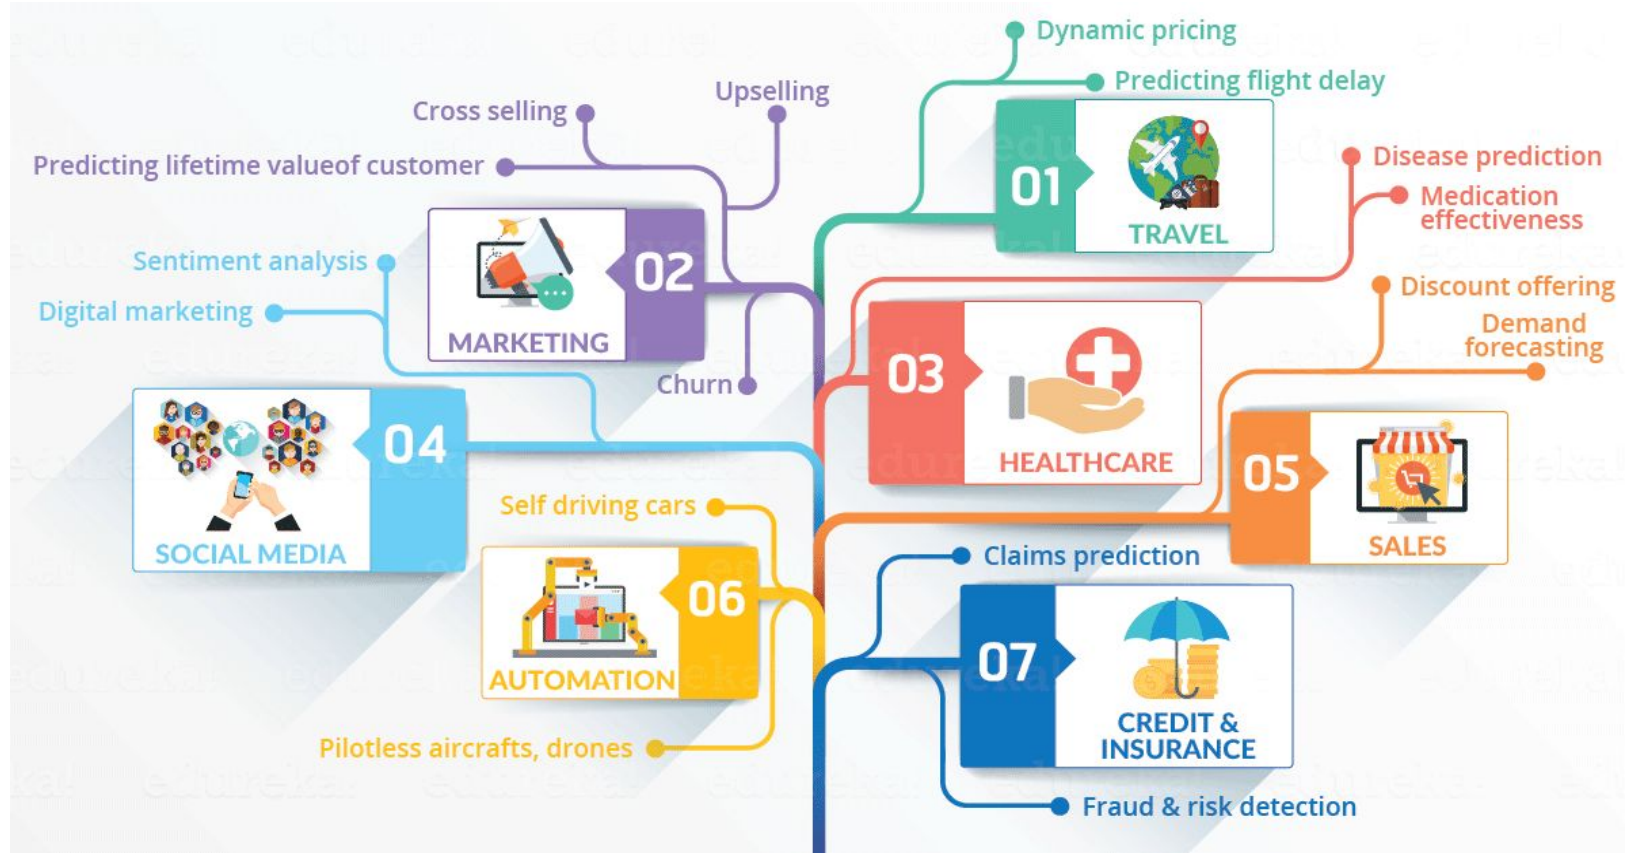 Dynamic pricing
Predicting flight delay
01
TRAVEL
Upselling
Cross selling
Predicting lifetime valueof customer
02
MARKETING
Churn
Disease prediction
Medication
effectiveness
03
HEALTHCARE
Sentiment analysis
Digital marketing
04
SOCIAL MEDIA
Discount offering
Demand
forecasting
05
SALES
Self driving cars
06
AUTOMATION
Pilotless aircrafts, drones
Claims prediction
07
CREDIT &
INSURANCE
Fraud & risk detection
edureka!